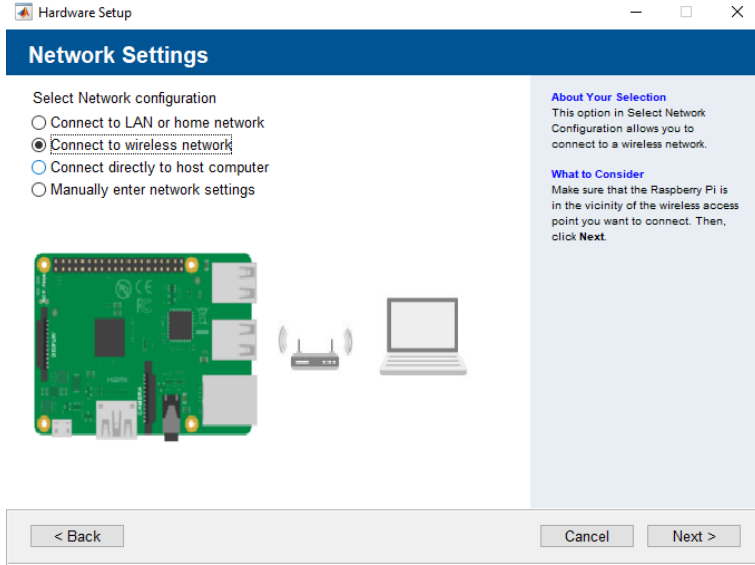 Hardware Setup
Network Settings
Select Network configuration
Connect to LAN or home network
Connect to wireless network
Connect directly to host computer
Manually enter network settings
HDMI
CAMERA
About Your Selection
This option in Select Network
Configuration allows you to
connect to a wireless network.
What to Consider
Make sure that the Raspberry Pi is
in the vicinity of the wireless access
point you want to connect. Then,
click Next.
< Back
Cancel
Next >